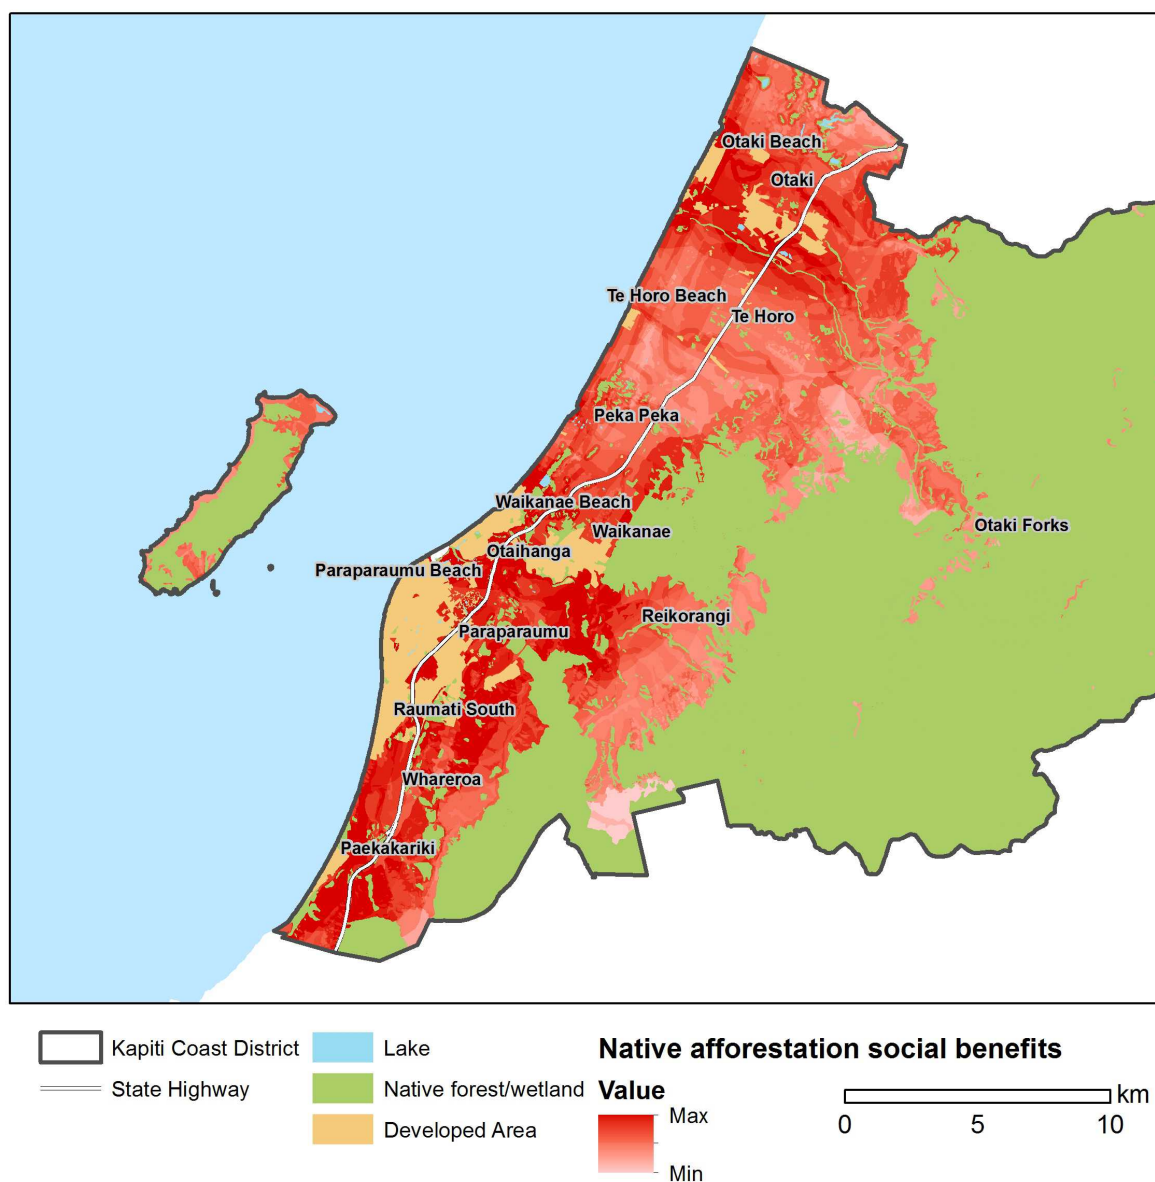 Otaki Beach
Otaki
Te Horo Beach
Te Horo
Peka Peka
Waikanae Beach
Waikanae
Otaki Forks
Otaihanga
Paraparaumu Beach
Reikorangi
Paraparaumu
Raumati South
Whareroa
Paekakariki
Kapiti Coast District
State Highway
Lake
Native forest/wetland
Developed Area
Native afforestation social benefits
Value
Max
Min
km
0 5 10